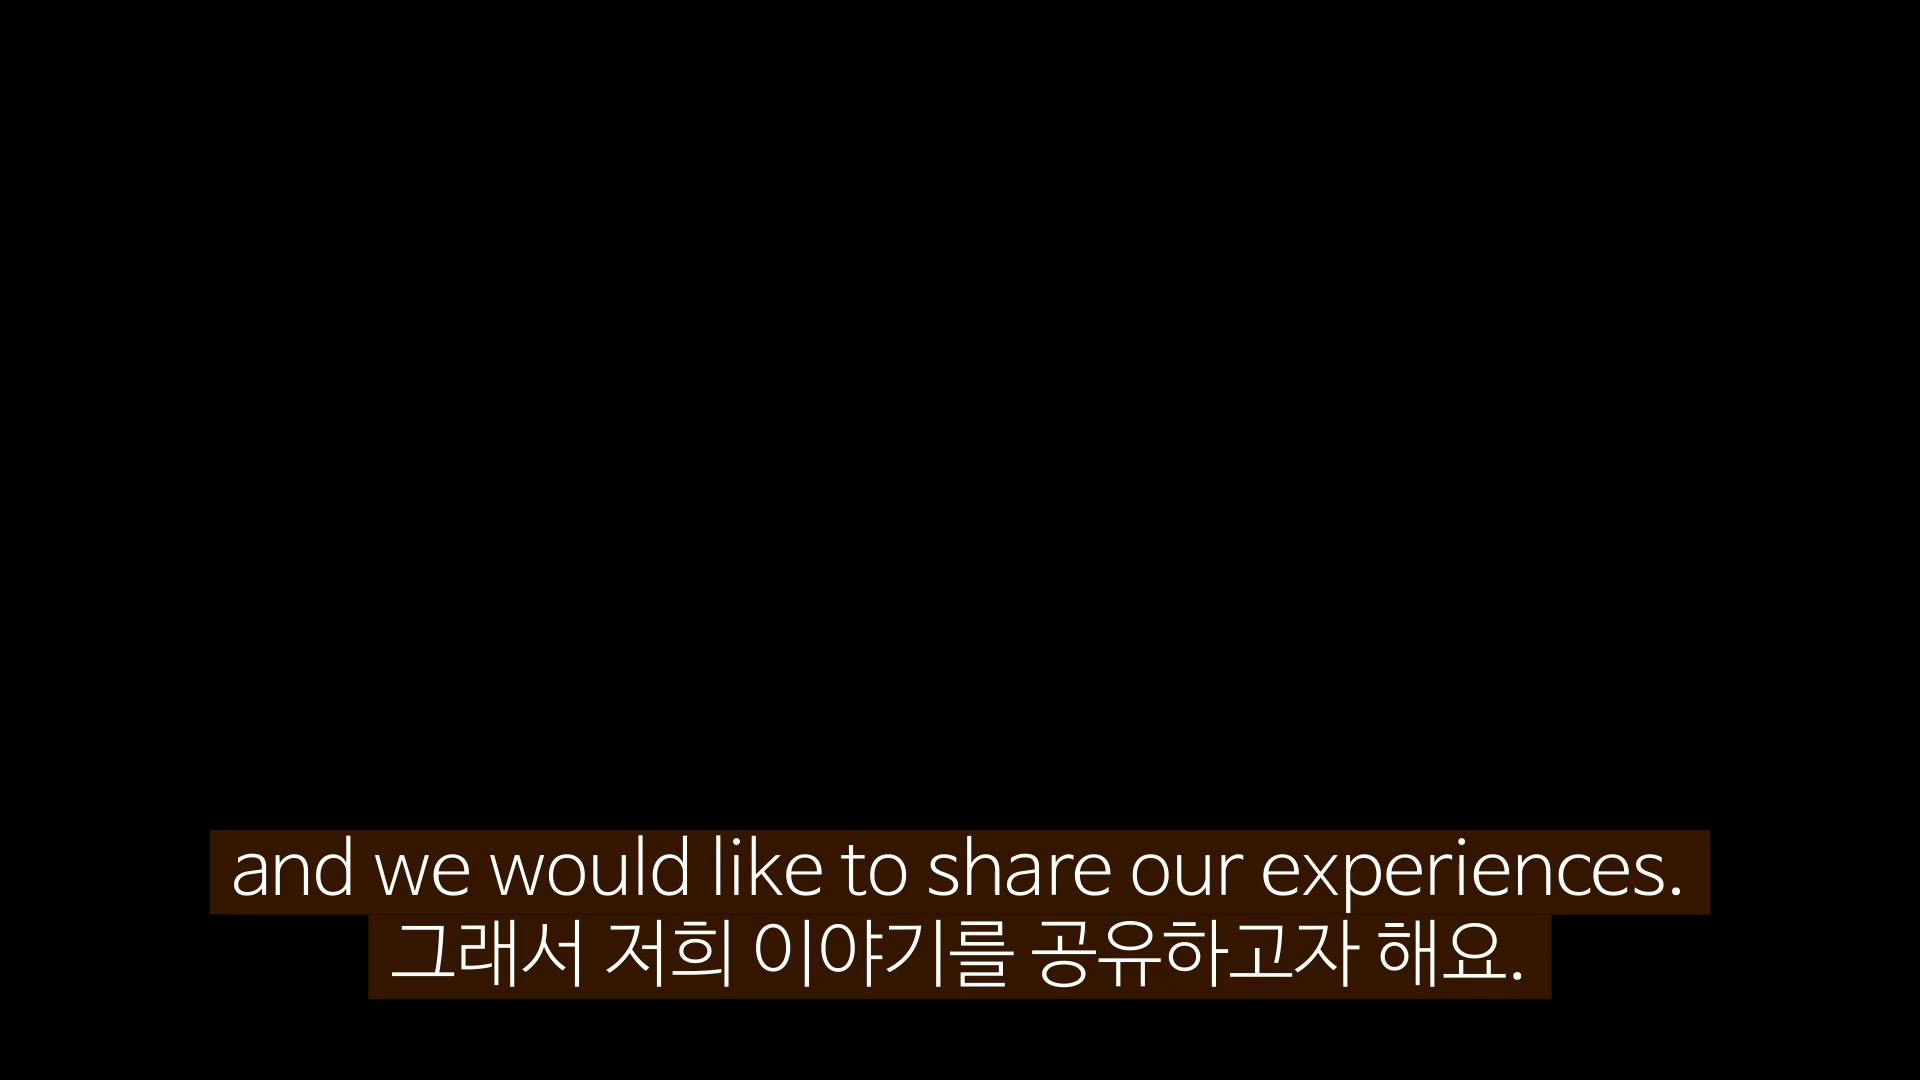 and we would like to share our experiences.
그래서 저희 이야기를 공유하고자 해요.